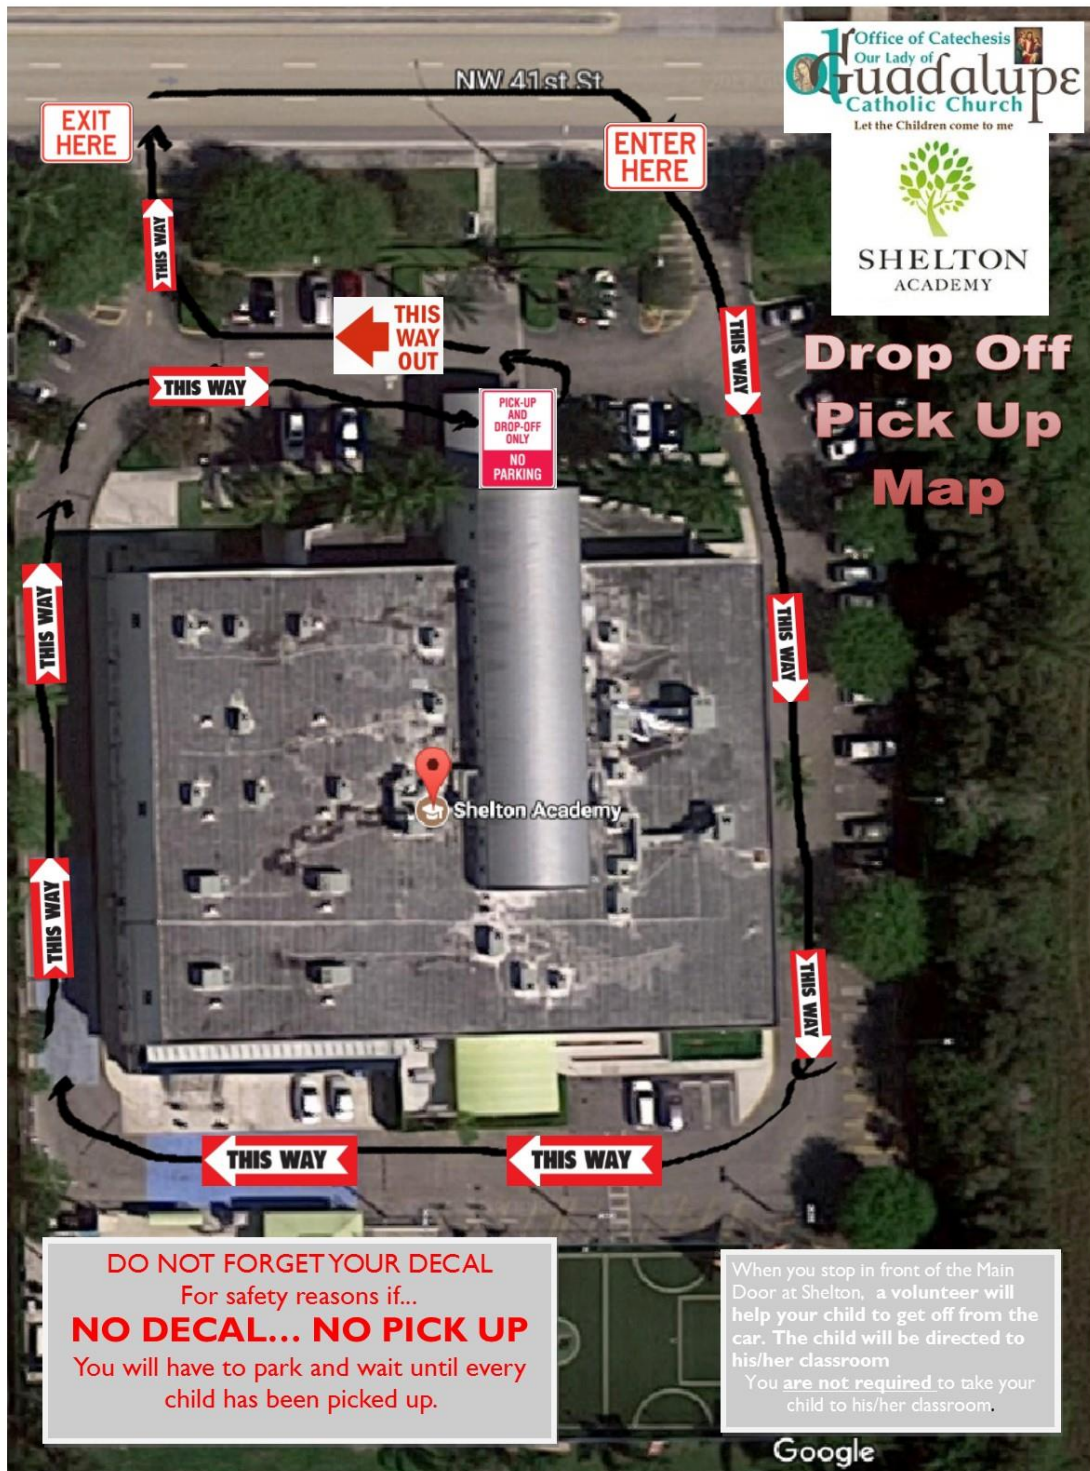 NW 41st St
Office of Catechesis
Our Lady of
Guadalupe
Catholic Church
Let the Children come to me
SHELTON
ACADEMY
Drop Off
Pick Up
Map
EXIT
HERE
ENTER
HERE
THIS WAY
THIS
WAY
OUT
THIS WAY
THIS WAY
PICK-UP
AND
DROP-OFF
ONLY
NO
PARKING
THIS WAY
THIS WAY
Shelton Academy
THIS WAY
THIS WAY
THIS WAY
THIS WAY
DO NOT FORGET YOUR DECAL
For safety reasons if...
NO DECAL... NO PICK UP
You will have to park and wait until every
child has been picked up.
When you stop in front of the Main
Door at Shelton, a volunteer will
help your child to get off from the
car. The child will be directed to
his/her classroom
You are not required to take your
child to his/her classroom.
Google